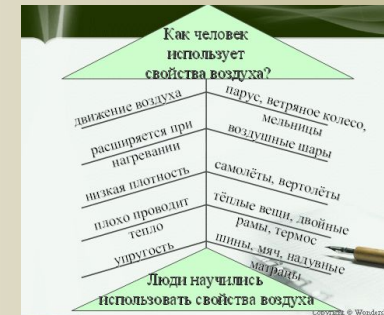 Как человек
использует
свойства воздуха?
движение воздуха
парус, ветряное колесо,
мельницы
расширяется при
нагревании
воздушные шары
низкая плотность
самолёты, вертолёты
плохо проводит
тепло
тёплые вещи, двойные
рамы, термос
упругость
шины, мяч, надувные
матрацы
Люди научились
использовать свойства воздуха
Copyright © Wondere